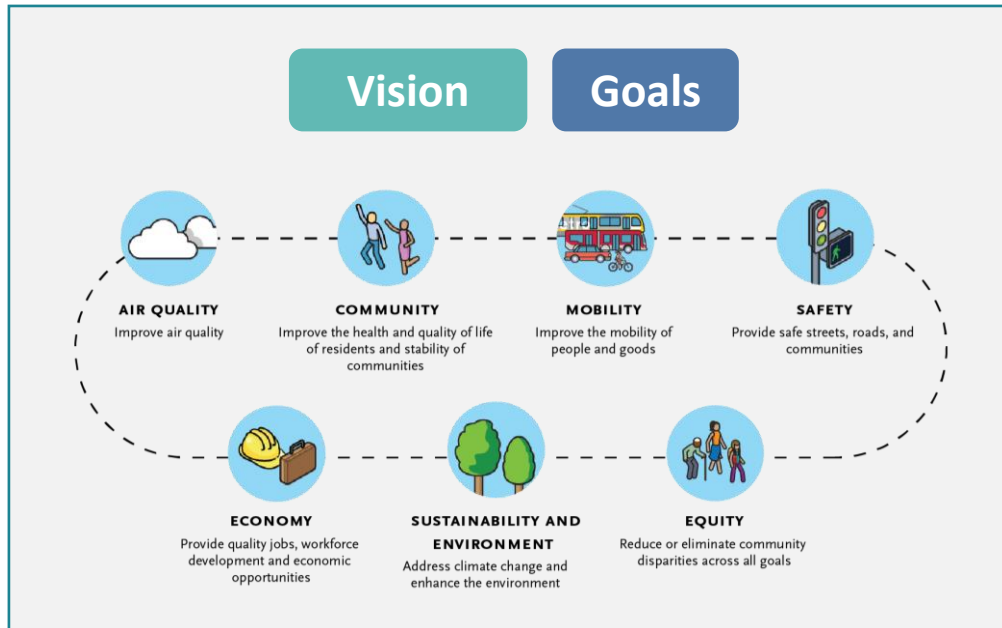 Vision
Goals
AIR QUALITY
Improve air quality
COMMUNITY
Improve the health and quality of life
of residents and stability of
communities
MOBILITY
Improve the mobility of
people and goods
SAFETY
Provide safe streets, roads, and
communities
ECONOMY
Provide quality jobs, workforce
development and economic
opportunities
SUSTAINABILITY AND
ENVIRONMENT
Address climate change and
enhance the environment
EQUITY
Reduce or eliminate community
disparities across all goals